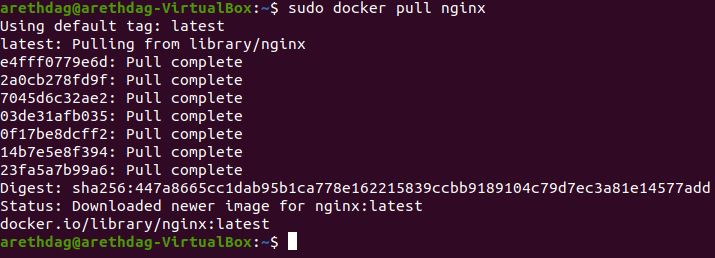 arethdag@arethdag-VirtualBox:~$ sudo docker pull nginx
Using default tag: latest
latest: Pulling from library/nginx
e4fff0779e6d: Pull complete
2a0cb278fd9f: Pull complete
7045d6c32ae2: Pull complete
03de31afb035: Pull complete
0f17be8dcff2: Pull complete
14b7e5e8f394: Pull complete
23fa5a7b99a6: Pull complete
Digest: sha256:447a8665cc1dab95b1ca778e162215839ccbb9189104c79d7ec3a81e14577add
Status: Downloaded newer image for nginx:latest
docker.io/library/nginx:latest
arethdag@arethdag-VirtualBox:~$